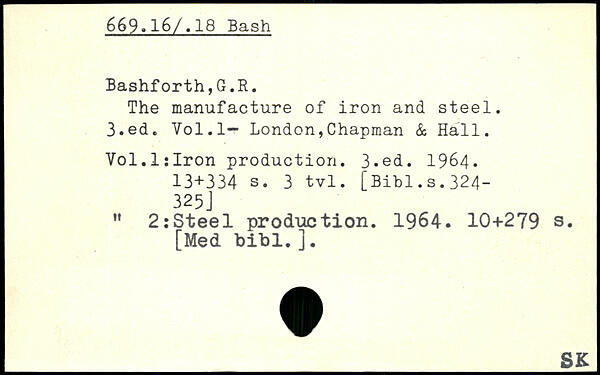 669.16/.18 Bash
Bashforth,G.R.
The manufacture of iron and steel.
3.ed. Vol.1- London,Chapman & Hall.
Vol.1:Iron production. 3.ed. 1964.
13+334 s. 3 tvl. [Bibl.s.324-
325]
" 2:Steel production. 1964. 10+279 s.
[Med bibl.].
SK